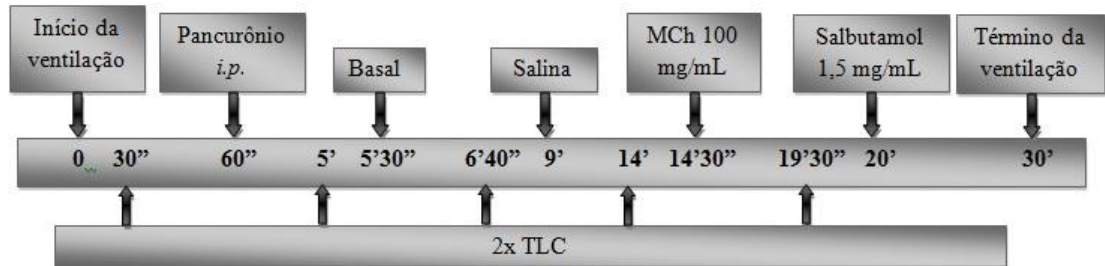 Início da
ventilação
Pancurônio
i.p.
Basal
Salina
MCh 100
mg/mL
Salbutamol
1,5 mg/mL
Término da
ventilação
0 30” 60” 5’ 5’30” 6’40” 9’ 14’ 14’30” 19’30” 20’ 30’
2x TLC